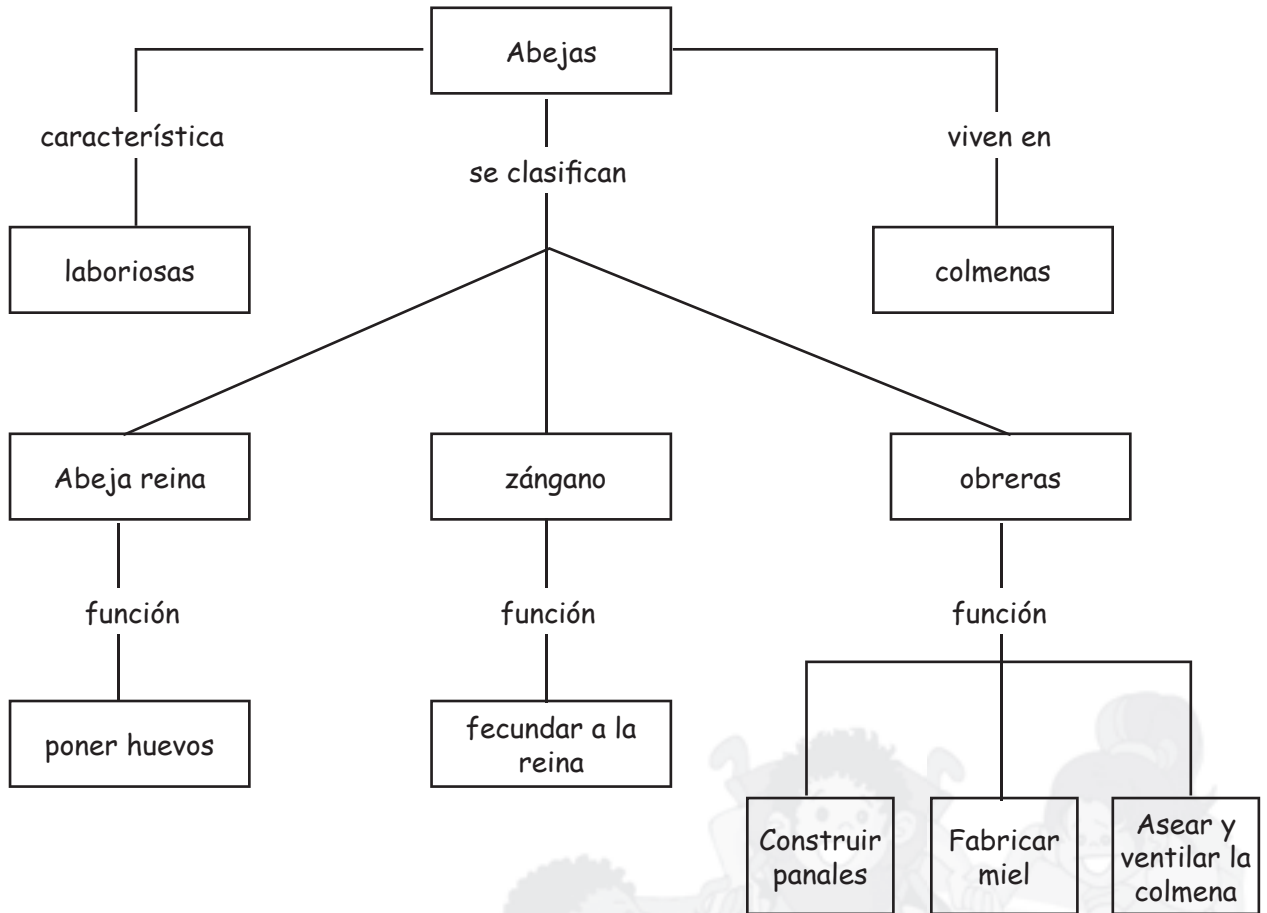 Abejas
característica
viven en
se clasifican
laboriosas
colmenas
Abeja reina
zángano
obreras
función
función
función
poner huevos
fecundar a la
reina
Construir
panales
Fabricar
miel
Asear y
ventilar la
colmena